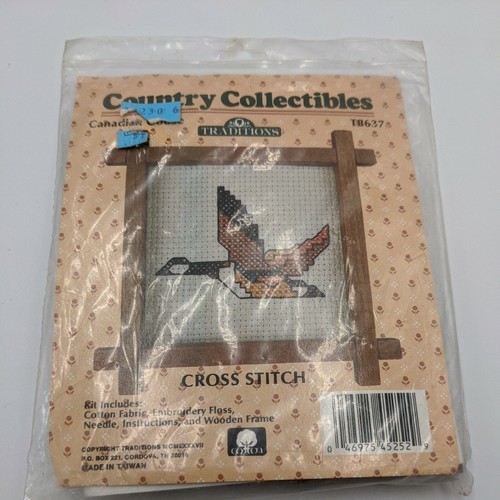 Country Collectibles
Canadian
TRADITIONS
T8637
CROSS STITCH
Kit Includes:
Cotton Fabric, Embroidery Floss,
Needle, Instructions, and Wooden Frame
COPYRIGHT TRADITIONS MCMLXXXVII
P.O. BOX 221, CORDOVA, TN 38018
MADE IN TAIWAN
COTTON
0 46975 45252 9